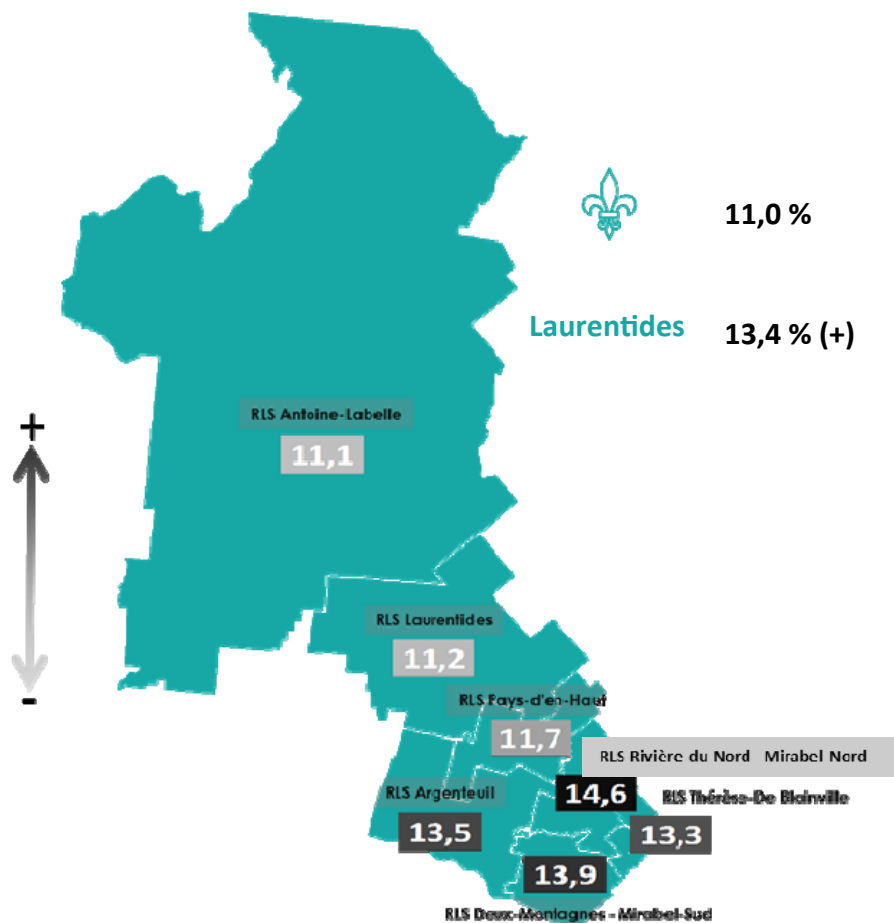 11,0 %
Laurentides 13,4 % (+)
RLS Antoine-Labelle
11,1
+
-
RLS Laurentides
11,2
RLS Pays-d'en-Haut
11,7
RLS Rivière du Nord Mirabel Nord
14,6
RLS Thérèse-De Blainville
13,3
RLS Argenteuil
13,5
13,9
RLS Deux-Montagnes - Mirabel-Sud